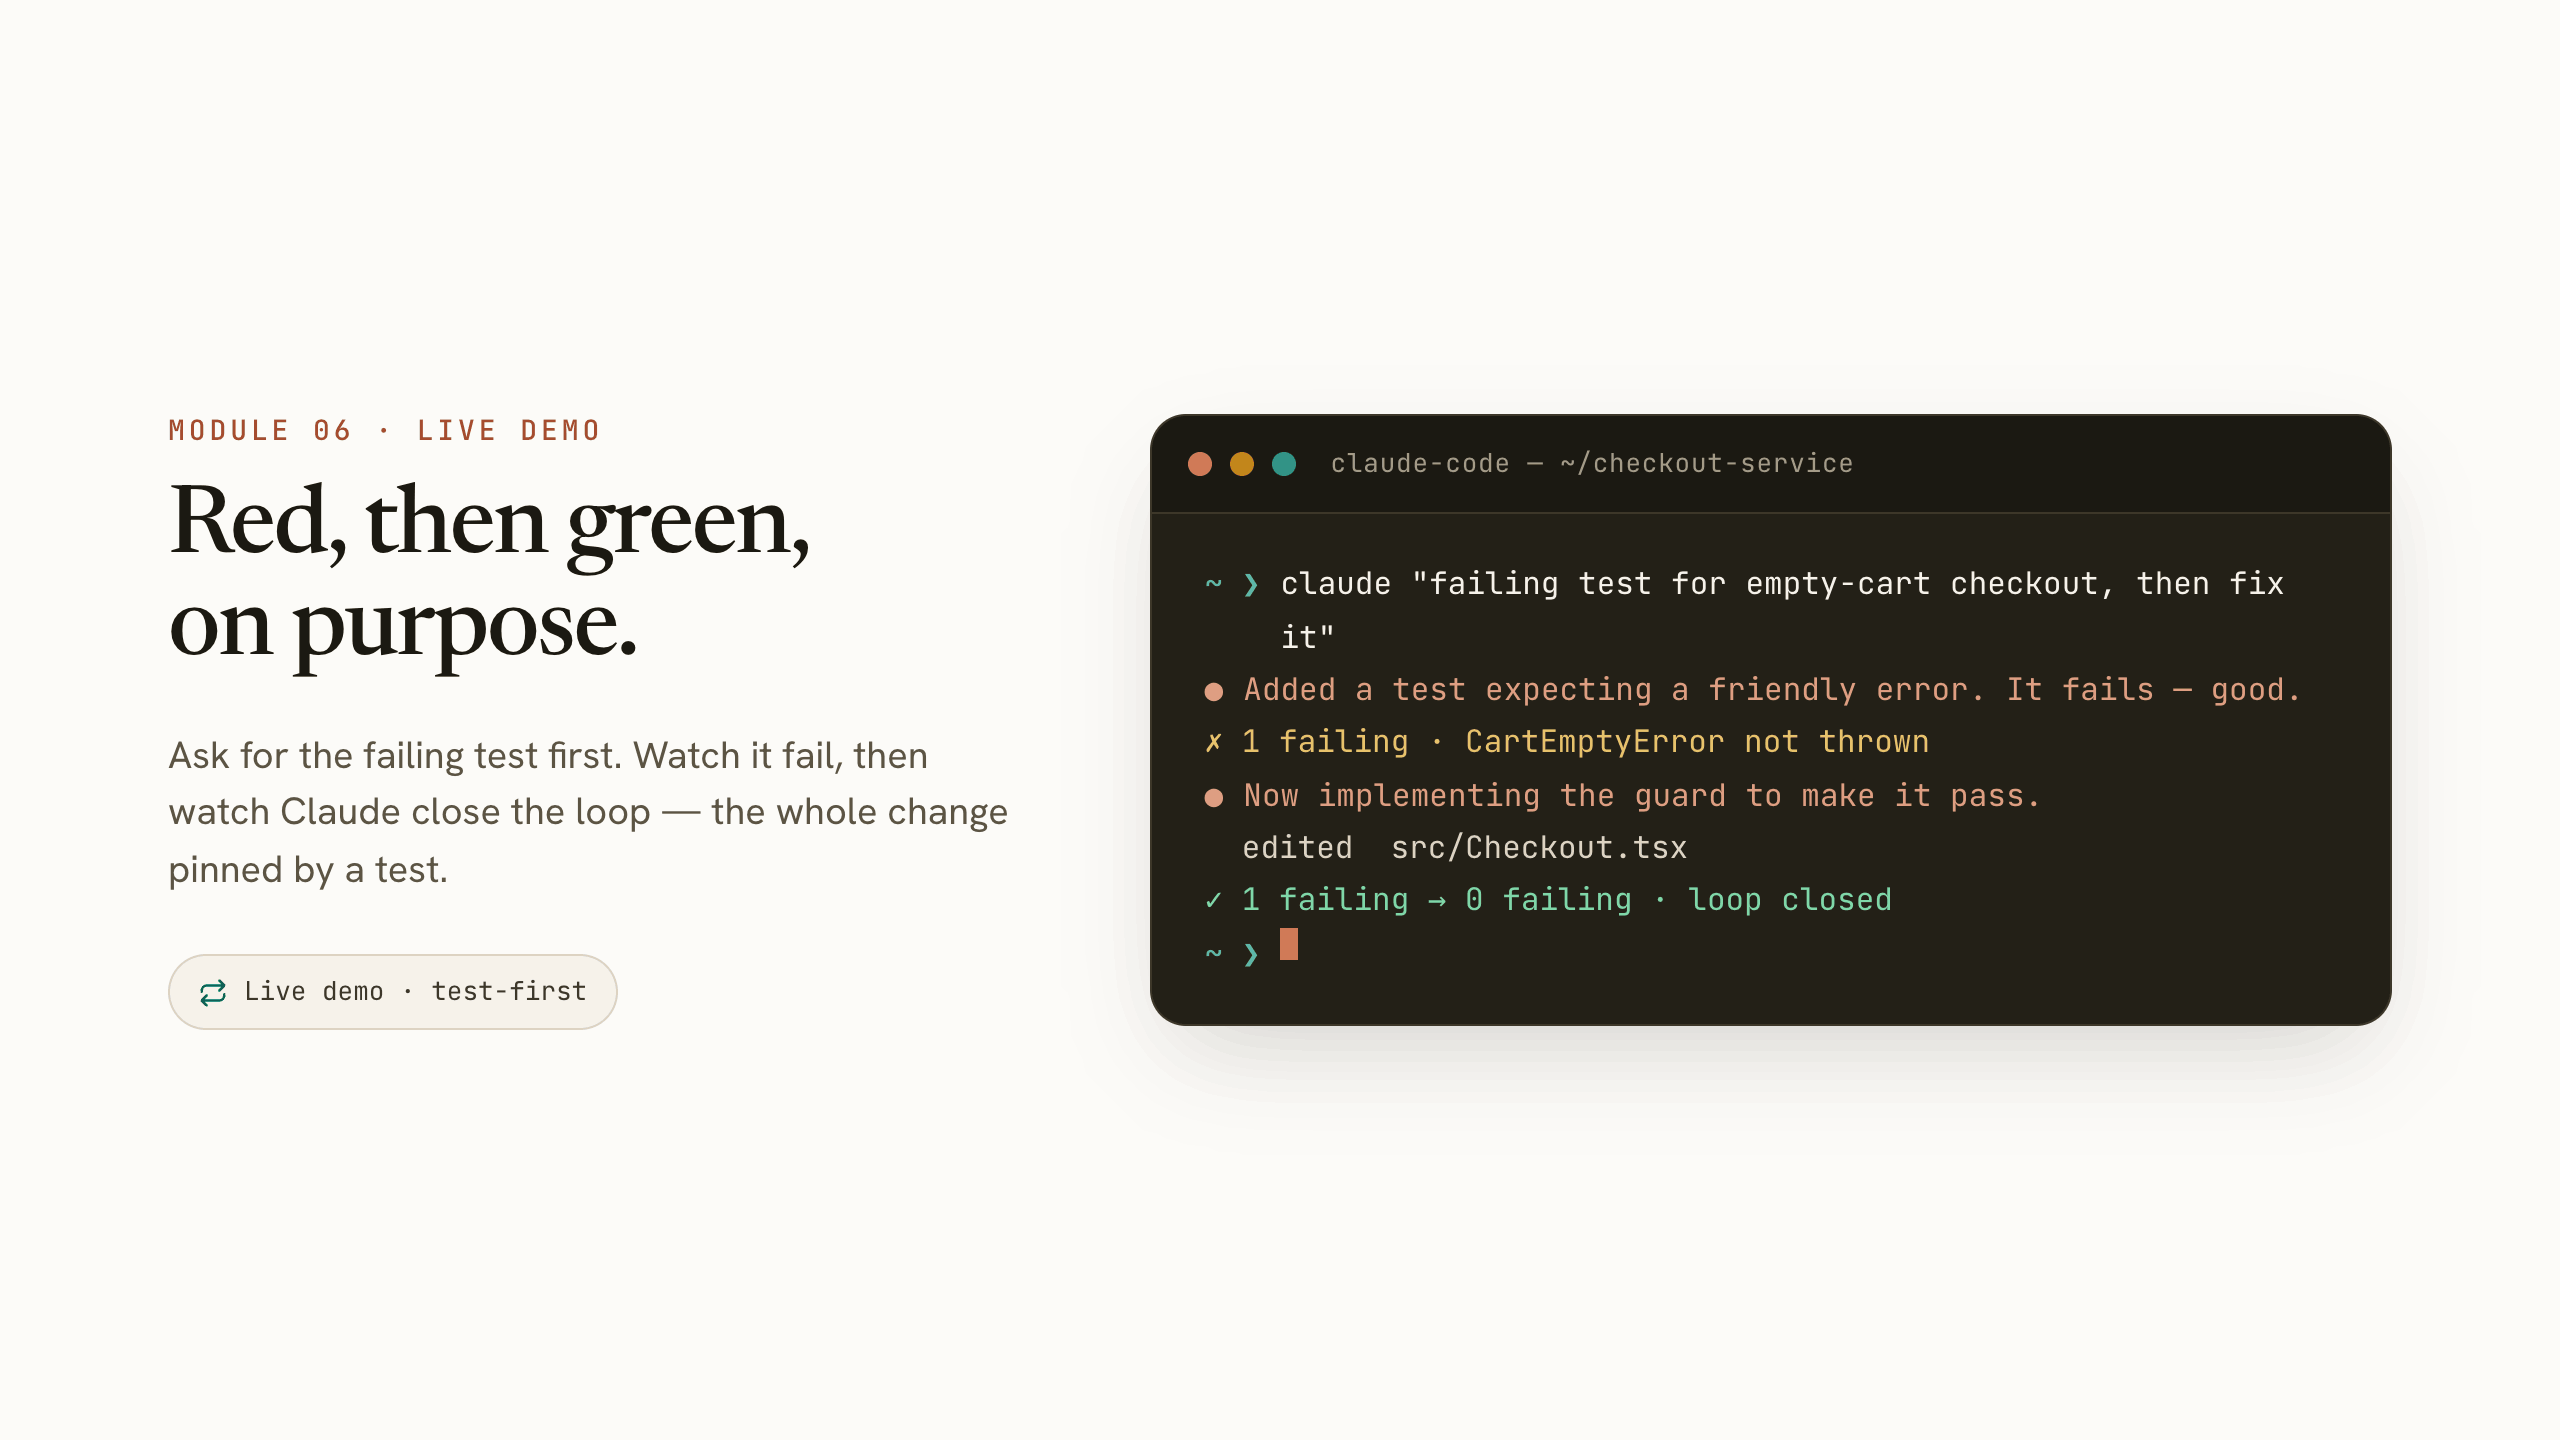 MODULE 06 · LIVE DEMO
Red, then green,
on purpose.
Ask for the failing test first. Watch it fail, then
watch Claude close the loop — the whole change
pinned by a test.
Live demo · test-first
claude-code — ~/checkout-service
~ ❯ claude "failing test for empty-cart checkout, then fix
it"
● Added a test expecting a friendly error. It fails — good.
✗ 1 failing · CartEmptyError not thrown
● Now implementing the guard to make it pass.
edited  src/Checkout.tsx
✓ 1 failing → 0 failing · loop closed
~ ❯